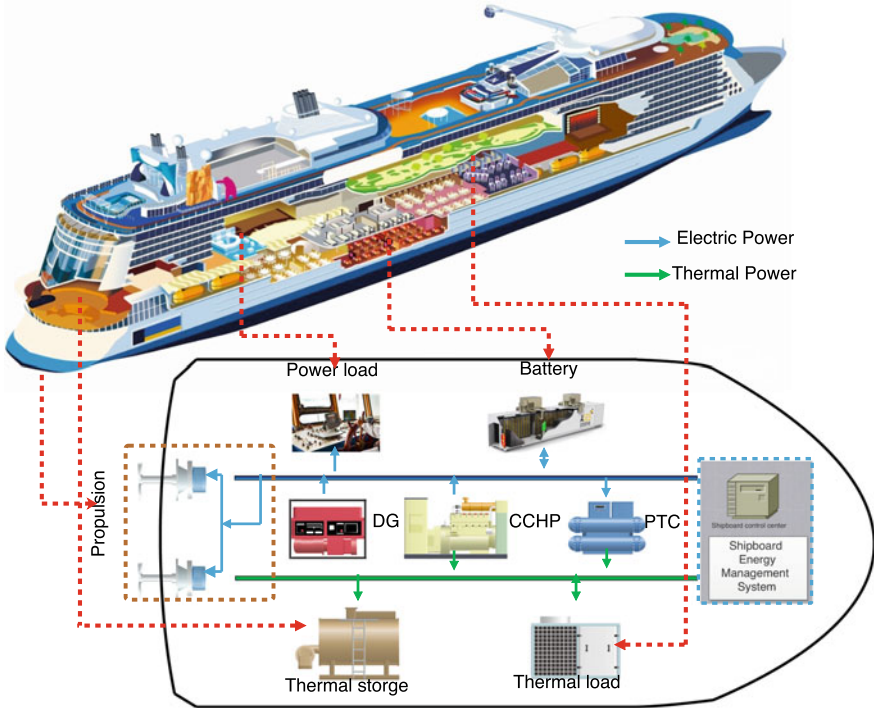 Electric Power
Thermal Power
Power load
Battery
Propulsion
DG
CCHP
PTC
Shipboard control center
Shipboard
Energy
Management
System
Thermal storge
Thermal load